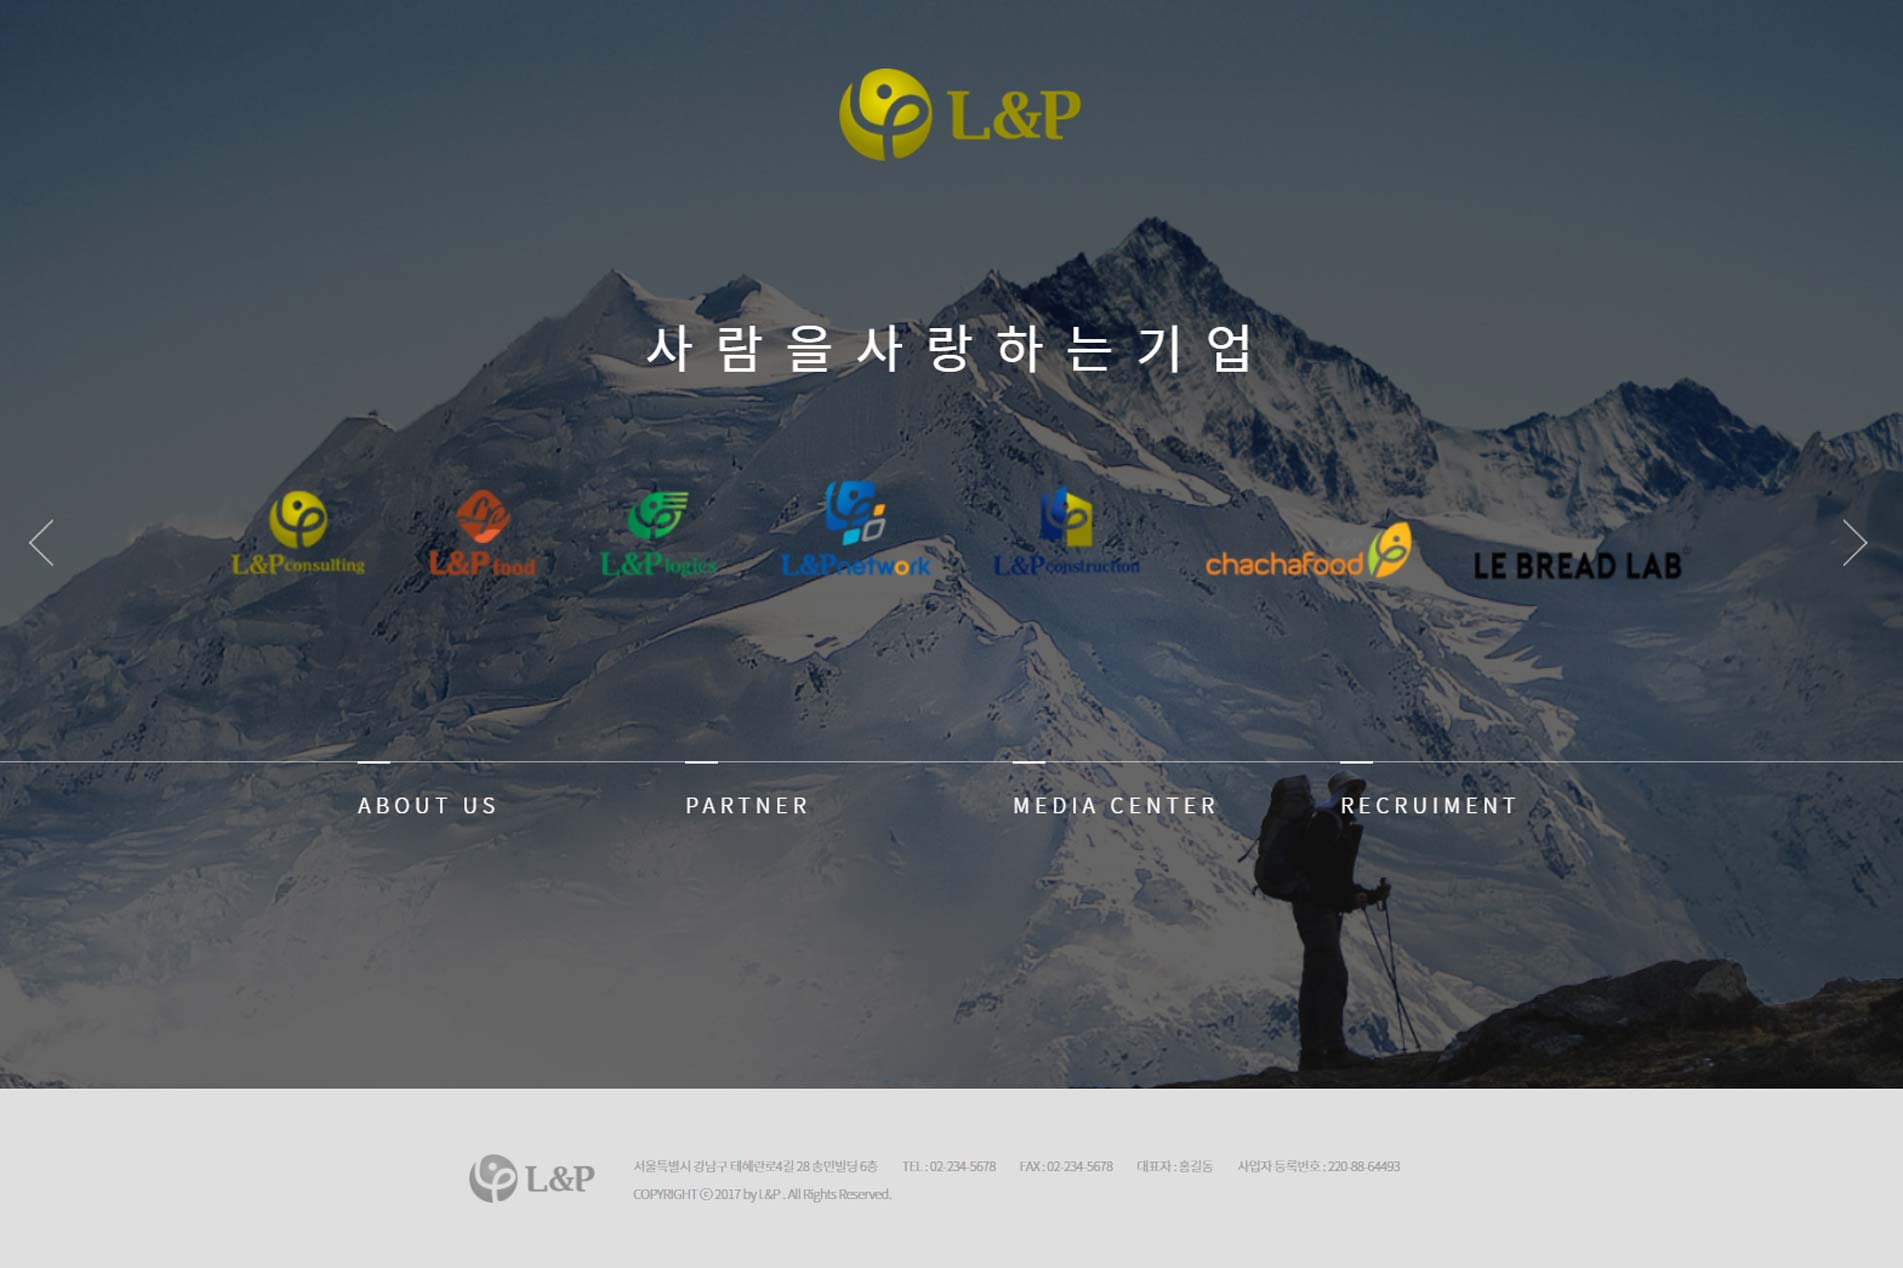 L&P
사람을사랑하는기업
L&Pconsulting
L&Pfood
L&Plogics
L&Pnetwork
L&Pconstruction
chachafood
LE BREAD LAB
ABOUT US
PARTNER
MEDIA CENTER
RECRUIMENT
L&P
서울특별시 강남구 테헤란로4길 28 송민빌딩 6층 TEL : 02-234-5678 FAX : 02-234-5678 대표자 : 홍길동 사업자 등록번호 : 220-88-64493
COPYRIGHT ⓒ 2017 by L&P . All Rights Reserved.